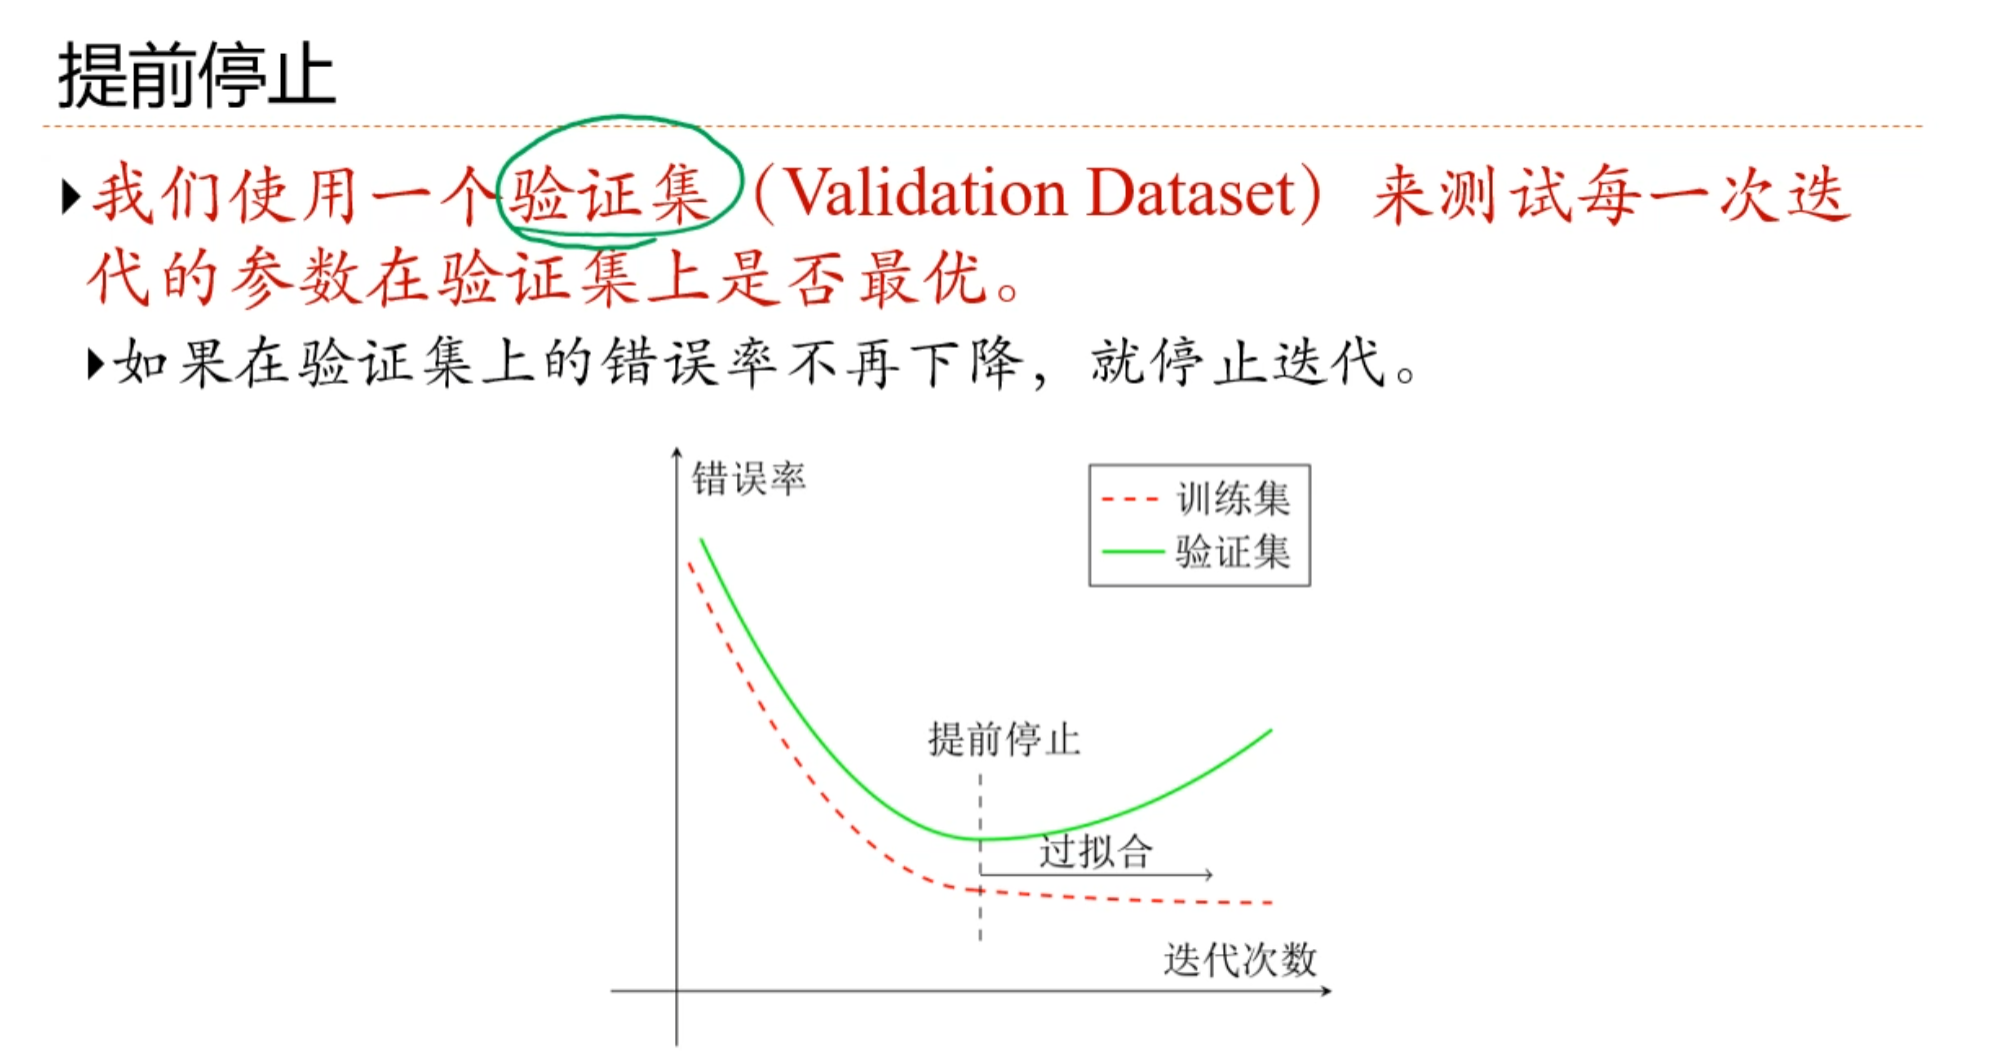 提前停止
我们使用一个验证集（Validation Dataset）来测试每一次迭
代的参数在验证集上是否最优。
如果在验证集上的错误率不再下降，就停止迭代。
错误率
训练集
验证集
提前停止
过拟合
迭代次数